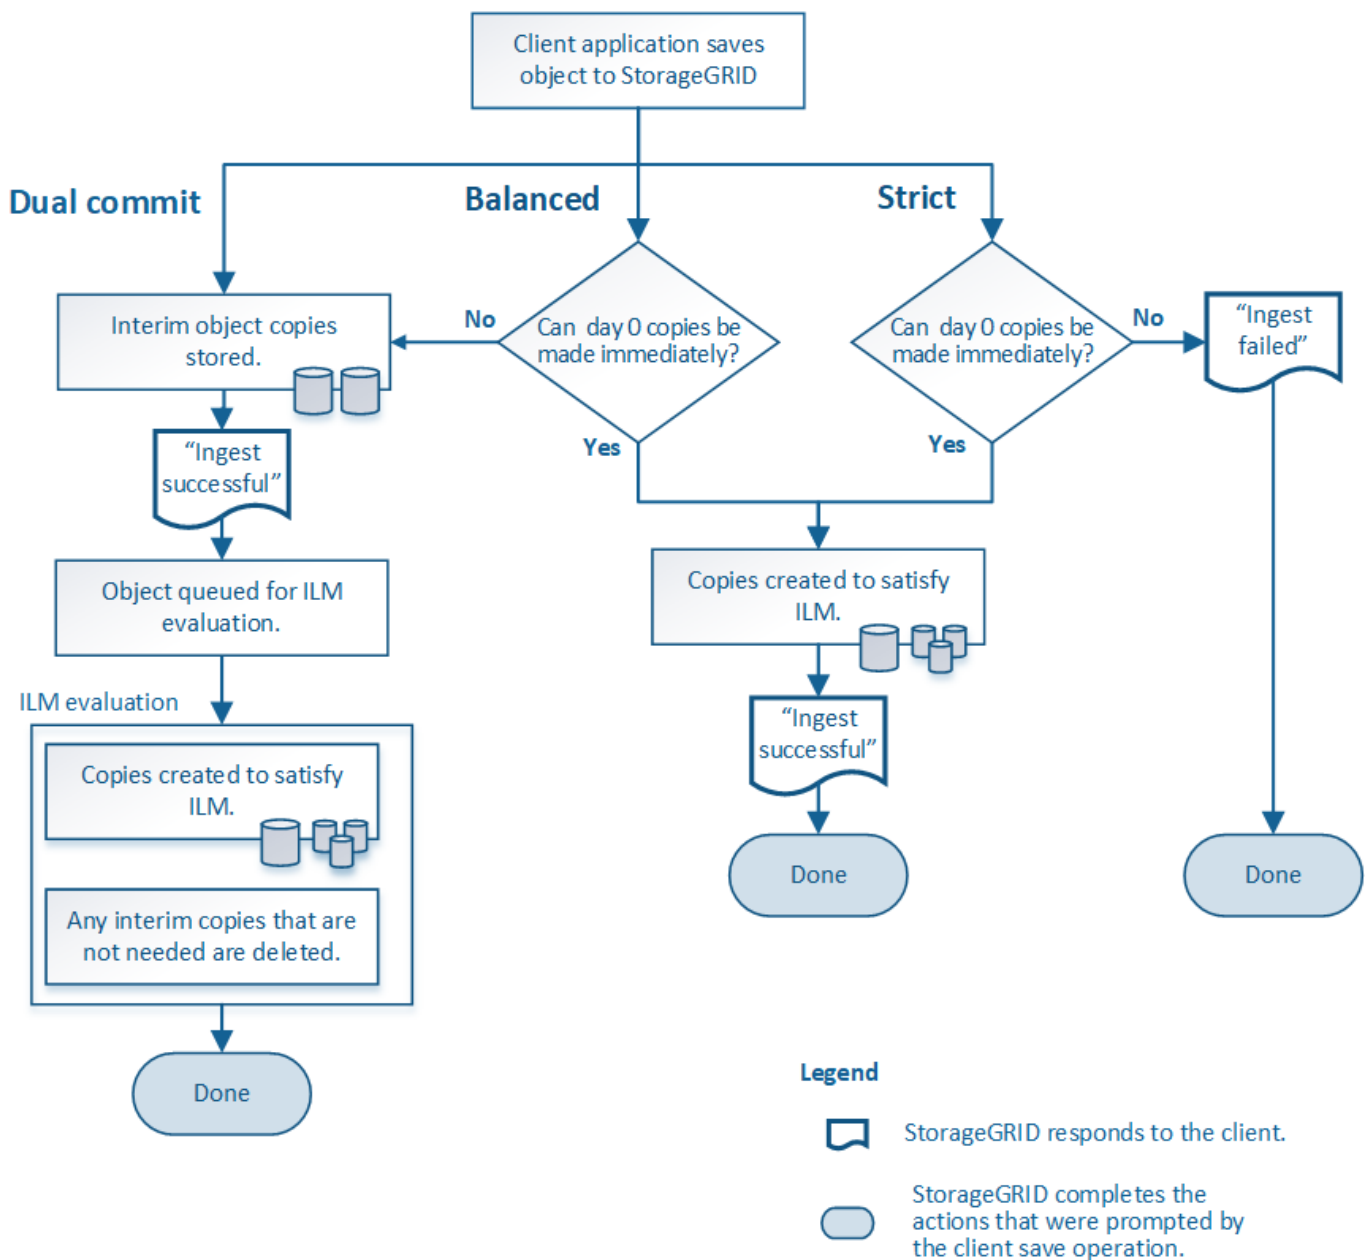 Client application saves
object to StorageGRID
Dual commit
Balanced
Strict
Interim object copies
stored.
No
Can day 0 copies be
made immediately?
Can day 0 copies be
made immediately?
No
“Ingest
failed”
“Ingest
successful”
Yes
Yes
Object queued for ILM
evaluation.
Copies created to satisfy
ILM.
ILM evaluation
“Ingest
successful”
Copies created to satisfy
ILM.
Any interim copies that are
not needed are deleted.
Done
Done
Done
Legend
StorageGRID responds to the client.
StorageGRID completes the
actions that were prompted by
the client save operation.